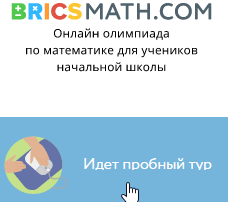 BRICSMATH.COM
Онлайн олимпиада
по математике для учеников
начальной школы
Идет пробный тур